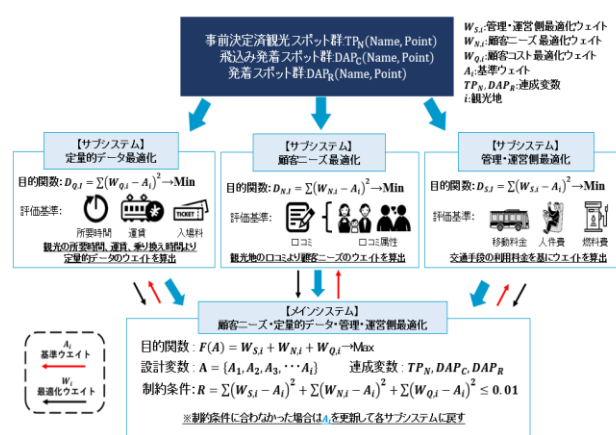 事前決定済観光スポット群:TP_N(Name, Point)
飛込み発着スポット群:DAP_C(Name, Point)
発着スポット群:DAP_R(Name, Point)
W_{S,i}:管理・運営側最適化ウェイト
W_{N,i}:顧客ニーズ最適化ウェイト
W_{Q,i}:顧客コスト最適化ウェイト
A_i:基準ウェイト
TP_N, DAP_R:連成変数
i:観光地
【サブシステム】
定量的データ最適化
目的関数:D_{Q,I} = ∑(W_{Q,i} − A_i)^2→Min
評価基準:
TICKET
所要時間 運賃 入場料
観光の所要時間、運賃、乗り換え時間より
定量的データのウェイトを算出
【サブシステム】
顧客ニーズ最適化
目的関数:D_{N,I} = ∑(W_{N,i} − A_i)^2→Min
評価基準:
口コミ 口コミ属性
観光地の口コミより顧客ニーズのウェイトを算出
【サブシステム】
管理・運営側最適化
目的関数:D_{S,I} = ∑(W_{S,i} − A_i)^2→Min
評価基準:
移動料金 人件費 燃料費
交通手段の利用料金を基にウェイトを算出
A_i
基準ウエイト
W_i
最適化ウエイト
【メインシステム】
顧客ニーズ・定量的データ・管理・運営側最適化
目的関数:F(A) = W_{S,i} + W_{N,i} + W_{Q,i}→Max
設計変数:A = {A_1, A_2, A_3, ⋯A_i} 連成変数:TP_N, DAP_C, DAP_R
制約条件:R = ∑(W_{S,i} − A_i)^2 + ∑(W_{N,i} − A_i)^2 + ∑(W_{Q,i} − A_i)^2 ≤ 0.01
※制約条件に合わなかった場合はA_iを更新して各サブシステムに戻す